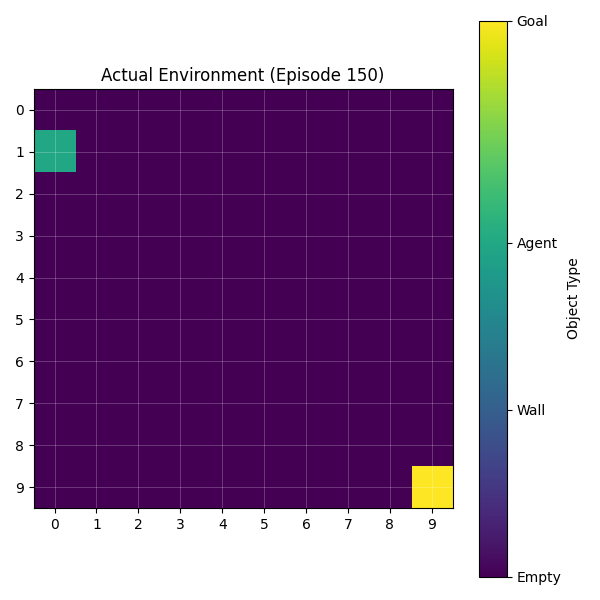 Actual Environment (Episode 150)
0
1
2
3
4
5
6
7
8
9
0 1 2 3 4 5 6 7 8 9
Goal
Agent
Wall
Empty
Object Type